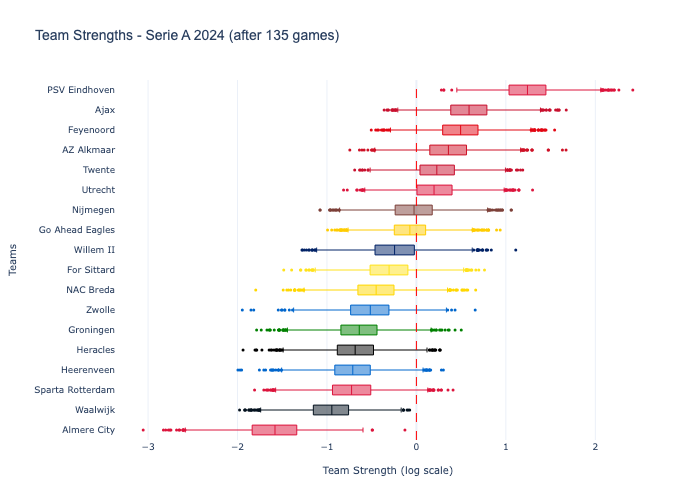 Team Strengths - Serie A 2024 (after 135 games)
PSV Eindhoven
Ajax
Feyenoord
AZ Alkmaar
Twente
Utrecht
Nijmegen
Go Ahead Eagles
Willem II
For Sittard
NAC Breda
Zwolle
Groningen
Heracles
Heerenveen
Sparta Rotterdam
Waalwijk
Almere City
Teams
−3 −2 −1 0 1 2
Team Strength (log scale)